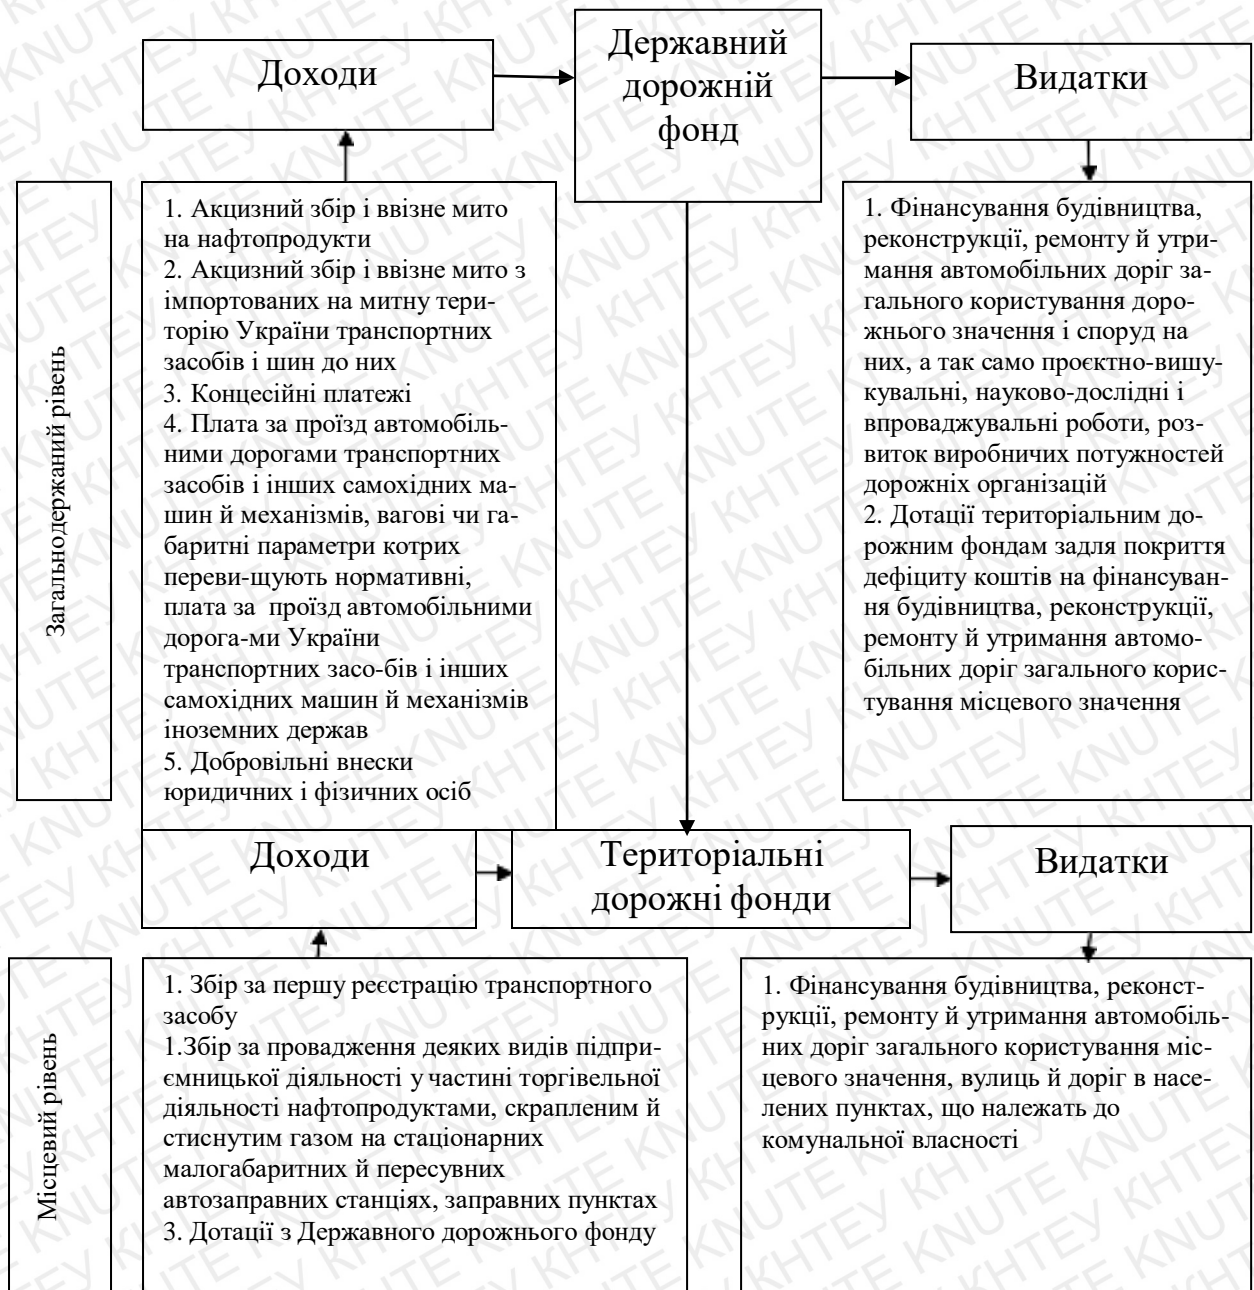 Доходи
Державний
дорожній
фонд
Видатки
Загальнодержаний рівень
1. Акцизний збір і ввізне мито
на нафтопродукти
2. Акцизний збір і ввізне мито з
імпортованих на митну тери-
торію України транспортних
засобів і шин до них
3. Концесійні платежі
4. Плата за проїзд автомобіль-
ними дорогами транспортних
засобів і інших самохідних ма-
шин й механізмів, вагові чи га-
баритні параметри котрих
переви-щують нормативні,
плата за проїзд автомобільними
дорога-ми України
транспортних засо-бів і інших
самохідних машин й механізмів
іноземних держав
5. Добровільні внески
юридичних і фізичних осіб
1. Фінансування будівництва,
реконструкції, ремонту й утри-
мання автомобільних доріг за-
гального користування доро-
жнього значення і споруд на
них, а так само проєктно-вишу-
кувальні, науково-дослідні і
впроваджувальні роботи, роз-
виток виробничих потужностей
дорожніх організацій
2. Дотації територіальним до-
рожним фондам задля покриття
дефіциту коштів на фінансуван-
ня будівництва, реконструкції,
ремонту й утримання автомо-
більних доріг загального корис-
тування місцевого значення
Доходи
Територіальні
дорожні фонди
Видатки
Місцевий рівень
1. Збір за першу реєстрацію транспортного
засобу
1.Збір за провадження деяких видів підпри-
ємницької діяльності у частині торгівельної
діяльності нафтопродуктами, скрапленим й
стиснутим газом на стаціонарних
малогабаритних й пересувних
автозаправних станціях, заправних пунктах
3. Дотації з Державного дорожнього фонду
1. Фінансування будівництва, реконст-
рукції, ремонту й утримання автомобіль-
них доріг загального користування міс-
цевого значення, вулиць й доріг в насе-
лених пунктах, що належать до
комунальної власності